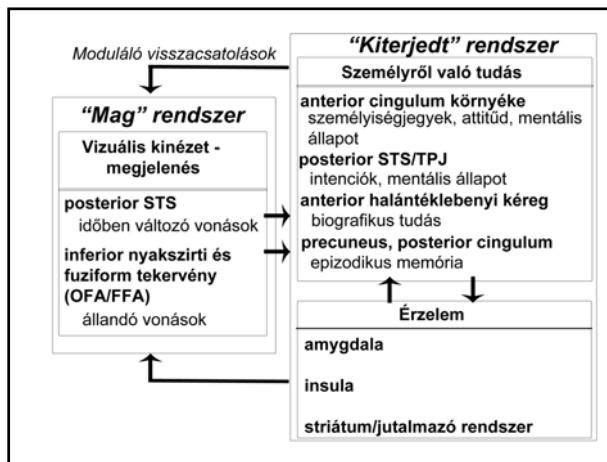 Moduláló visszacsatolások
“Mag” rendszer
Vizuális kinézet -
megjelenés
posterior STS
időben változó vonások
inferior nyakszirti és
fuziform tekervény
(OFA/FFA)
állandó vonások
“Kiterjedt” rendszer
Személyről való tudás
anterior cingulum környéke
személyiségjegyek, attitűd, mentális
állapot
posterior STS/TPJ
intenciók, mentális állapot
anterior halántéklebenyi kéreg
biografikus tudás
precuneus, posterior cingulum
epizodikus memória
Érzelem
amygdala
insula
striátum/jutalmazó rendszer